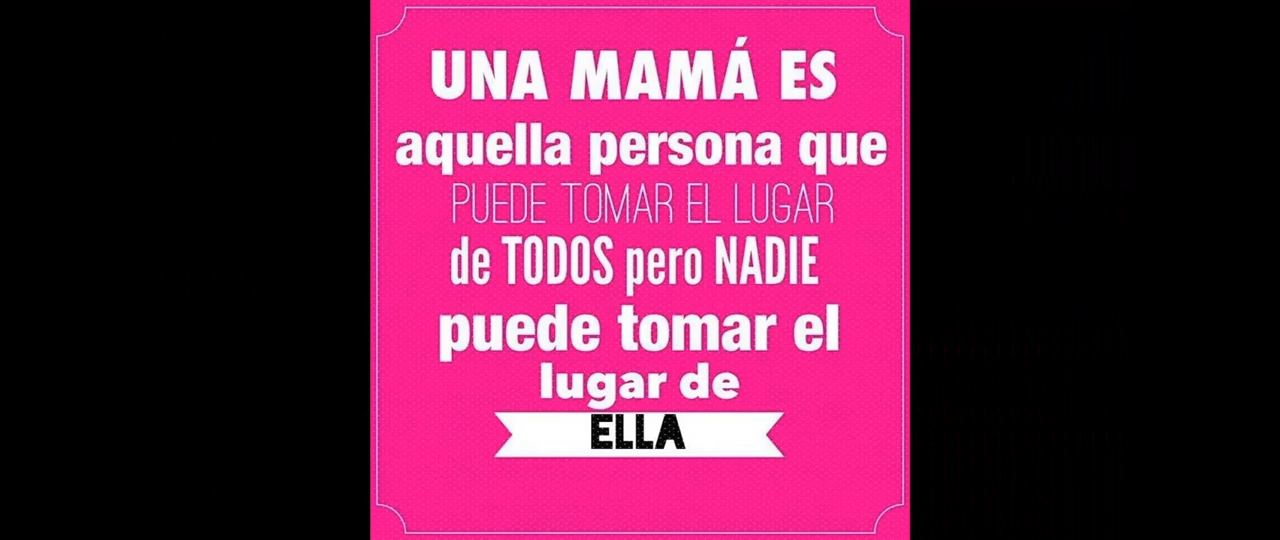 UNA MAMÁ ES
aquella persona que
PUEDE TOMAR EL LUGAR
de TODOS pero NADIE
puede tomar el
lugar de
ELLA